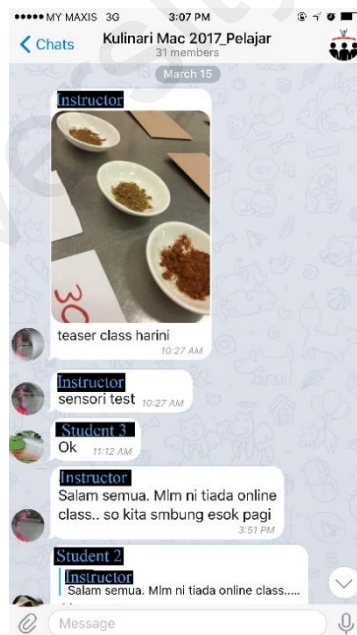 MY MAXIS 3G 3:07 PM
Chats Kulinari Mac 2017_Pelajar
31 members
March 15
Instructor
30
teaser class harini
10:27 AM
Instructor
sensori test 10:27 AM
Student 3
Ok 11:12 AM
Instructor
Salam semua. Mlm ni tiada online
class.. so kita smbung esok pagi
3:51 PM
Student 2
Instructor
Salam semua. Mlm ni tiada online class.....
Message